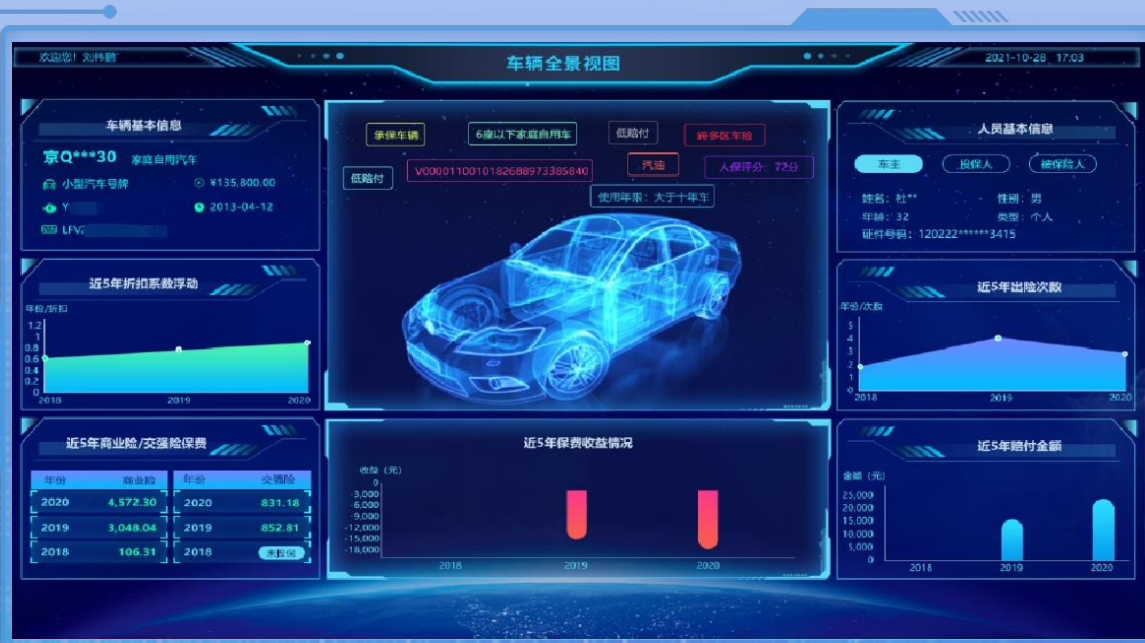 欢迎您！ 刘伟鹏
车辆全景视图
2021-10-28 17:03
车辆基本信息
京Q***30 家庭自用汽车
小型汽车号牌 ¥135,800.00
Y 2013-04-12
LFV
近5年折扣系数浮动
年份/折扣
1.2
1
0.8
0.6
0.4
0.2
0
2018 2019 2020
近5年商业险/交强险保费
年份 商业险 年份 交强险
2020 4,572.30 2020 831.18
2019 3,048.04 2019 852.81
2018 106.31 2018 未投保
承保车辆 6座以下家庭自用车 低赔付 跨多区车险
低赔付 V0000110010182688973385840 汽油 人保评分：72分
使用年限：大于十年车
近5年保费收益情况
收益（元）
0
-3,000
-6,000
-9,000
-12,000
-15,000
-18,000
2018 2019 2020
人员基本信息
车主 投保人 被保险人
姓名：杜** 性别：男
年龄：32 类型：个人
证件号码：120222******3415
近5年出险次数
年份/次数
5
4
3
2
1
0
2018 2019 2020
近5年赔付金额
金额（元）
25,000
20,000
15,000
10,000
5,000
0
2018 2019 2020